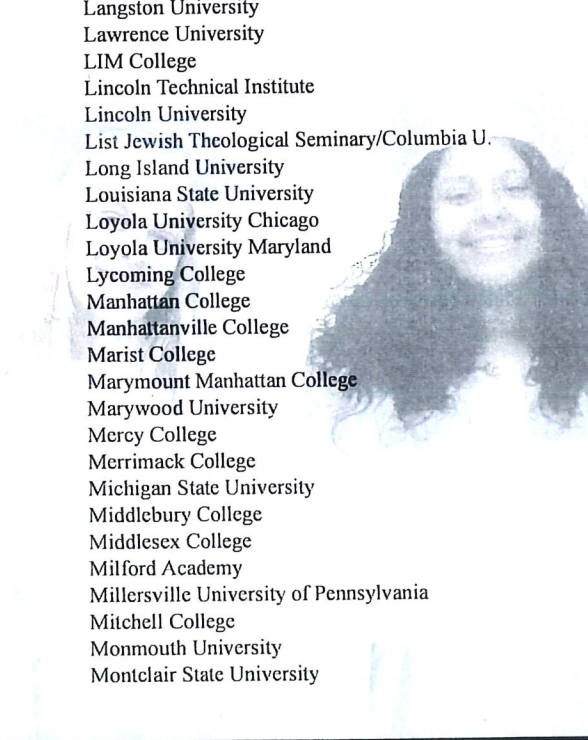 Langston University
Lawrence University
LIM College
Lincoln Technical Institute
Lincoln University
List Jewish Theological Seminary/Columbia U.
Long Island University
Louisiana State University
Loyola University Chicago
Loyola University Maryland
Lycoming College
Manhattan College
Manhattanville College
Marist College
Marymount Manhattan College
Marywood University
Mercy College
Merrimack College
Michigan State University
Middlebury College
Middlesex College
Milford Academy
Millersville University of Pennsylvania
Mitchell College
Monmouth University
Montclair State University